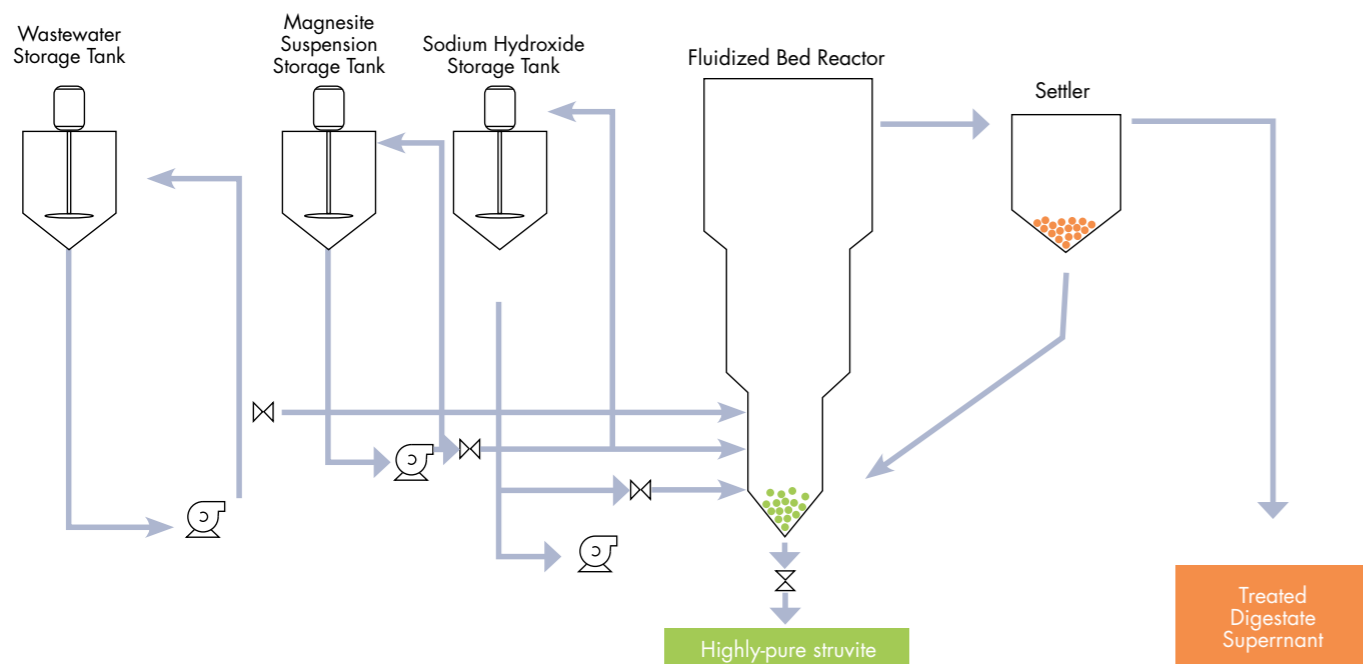 Wastewater
Storage Tank
Magnesite
Suspension
Storage Tank
Sodium Hydroxide
Storage Tank
Fluidized Bed Reactor
Settler
Highly-pure struvite
Treated
Digestate
Superrnant